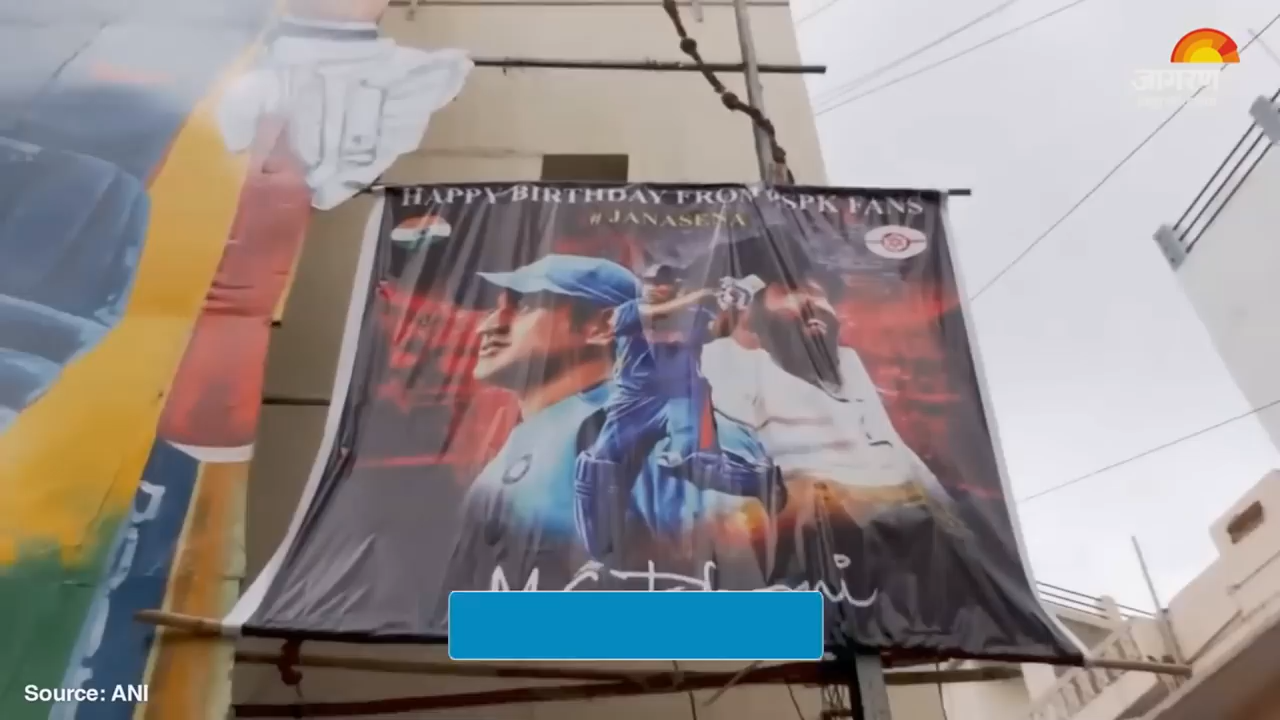 जागरण
HAPPY BIRTHDAY FROM PSPK FANS
#JANASENA
Source: ANI